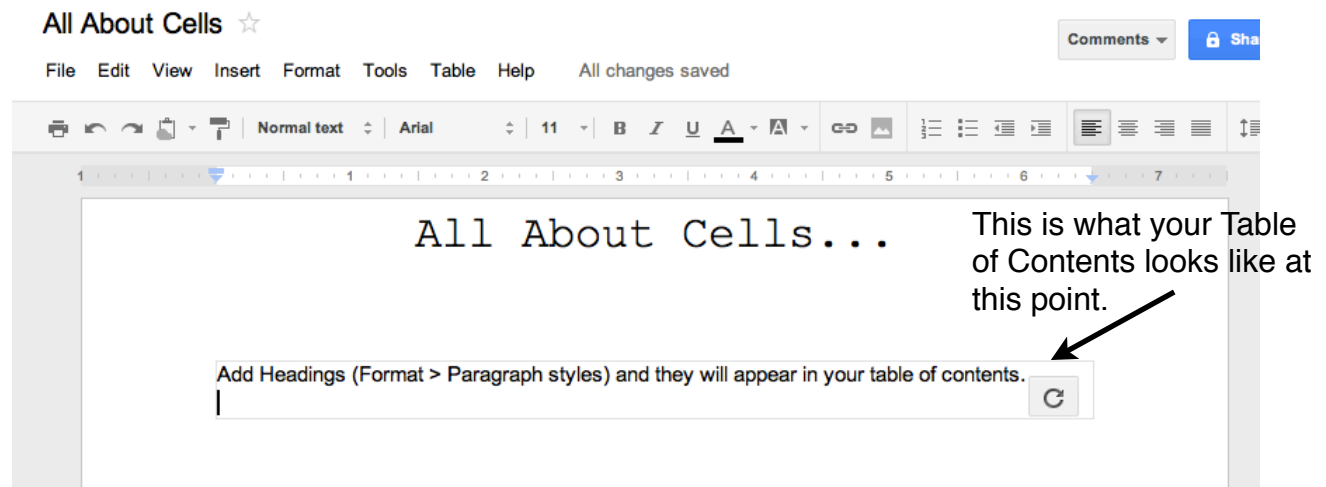 All About Cells
Comments
Sha
File Edit View Insert Format Tools Table Help All changes saved
Normal text Arial 11 B I U A A
1 1 2 3 4 5 6 7
All About Cells...
This is what your Table
of Contents looks like at
this point.
Add Headings (Format > Paragraph styles) and they will appear in your table of contents.